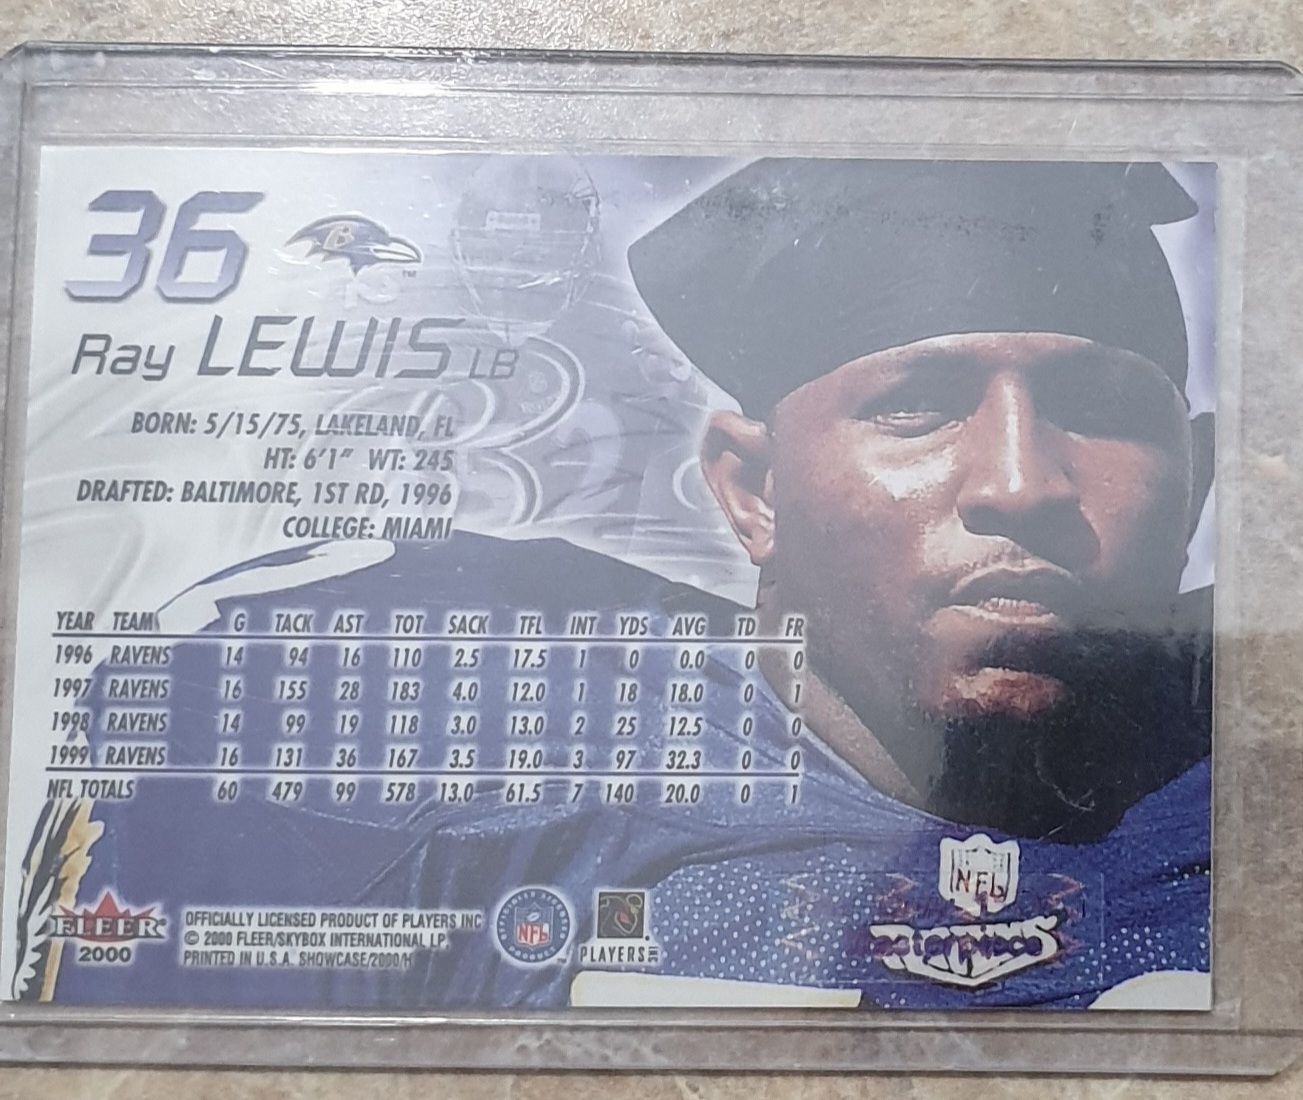 36
Ray LEWIS LB
BORN: 5/15/75, LAKELAND, FL
HT: 6'1" WT: 245
DRAFTED: BALTIMORE, 1ST RD, 1996
COLLEGE: MIAMI
YEAR TEAM G TACK AST TOT SACK TFL INT YDS AVG TD FR
1996 RAVENS 14 94 16 110 2.5 17.5 1 0 0.0 0 0
1997 RAVENS 16 155 28 183 4.0 12.0 1 18 18.0 0 1
1998 RAVENS 14 99 19 118 3.0 13.0 2 25 12.5 0 0
1999 RAVENS 16 131 36 167 3.5 19.0 3 97 32.3 0 0
NFL TOTALS 60 479 99 578 13.0 61.5 7 140 20.0 0 1
FLEER
2000
OFFICIALLY LICENSED PRODUCT OF PLAYERS INC
© 2000 FLEER/SKYBOX INTERNATIONAL LP.
PRINTED IN U.S.A. SHOWCASE/2000/H
NFL
PLAYERS INC
NFL
Masterpiece